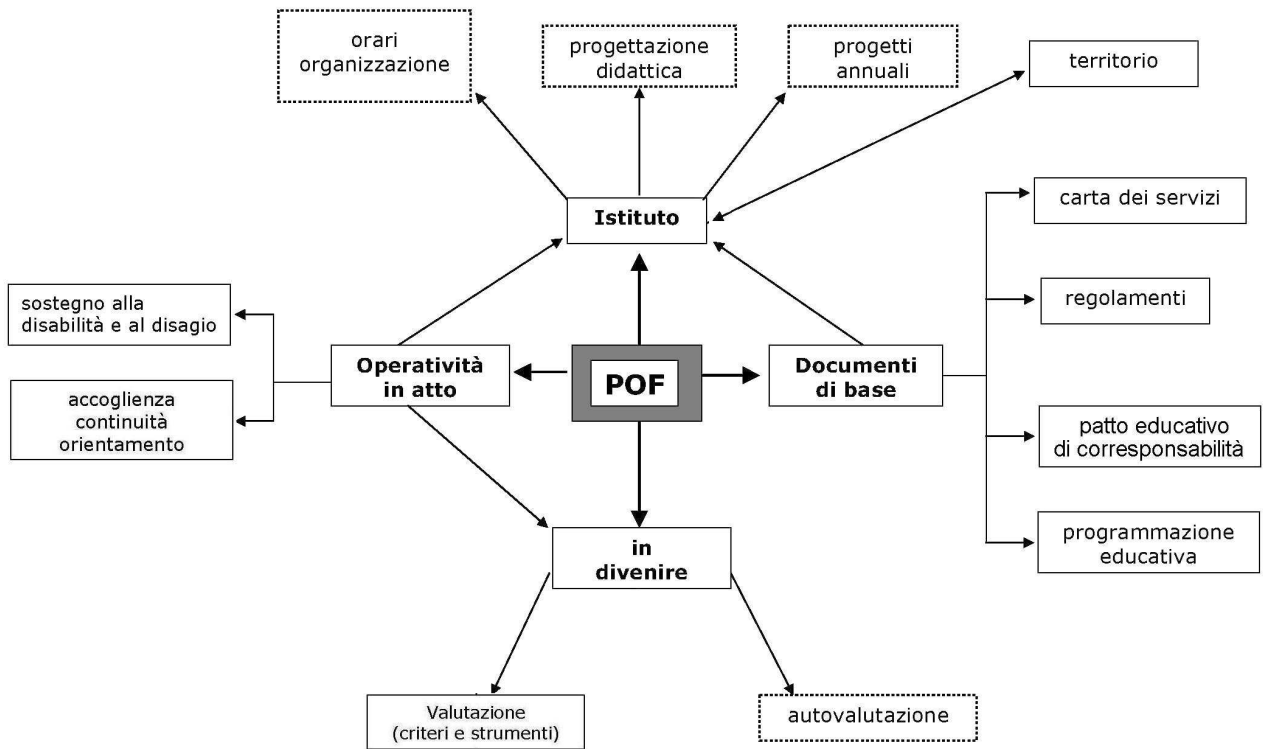 orari
organizzazione
progettazione
didattica
progetti
annuali
territorio
Istituto
carta dei servizi
sostegno alla
disabilità e al disagio
regolamenti
Operatività
in atto
POF
Documenti
di base
accoglienza
continuità
orientamento
patto educativo
di corresponsabilità
in
divenire
programmazione
educativa
Valutazione
(criteri e strumenti)
autovalutazione